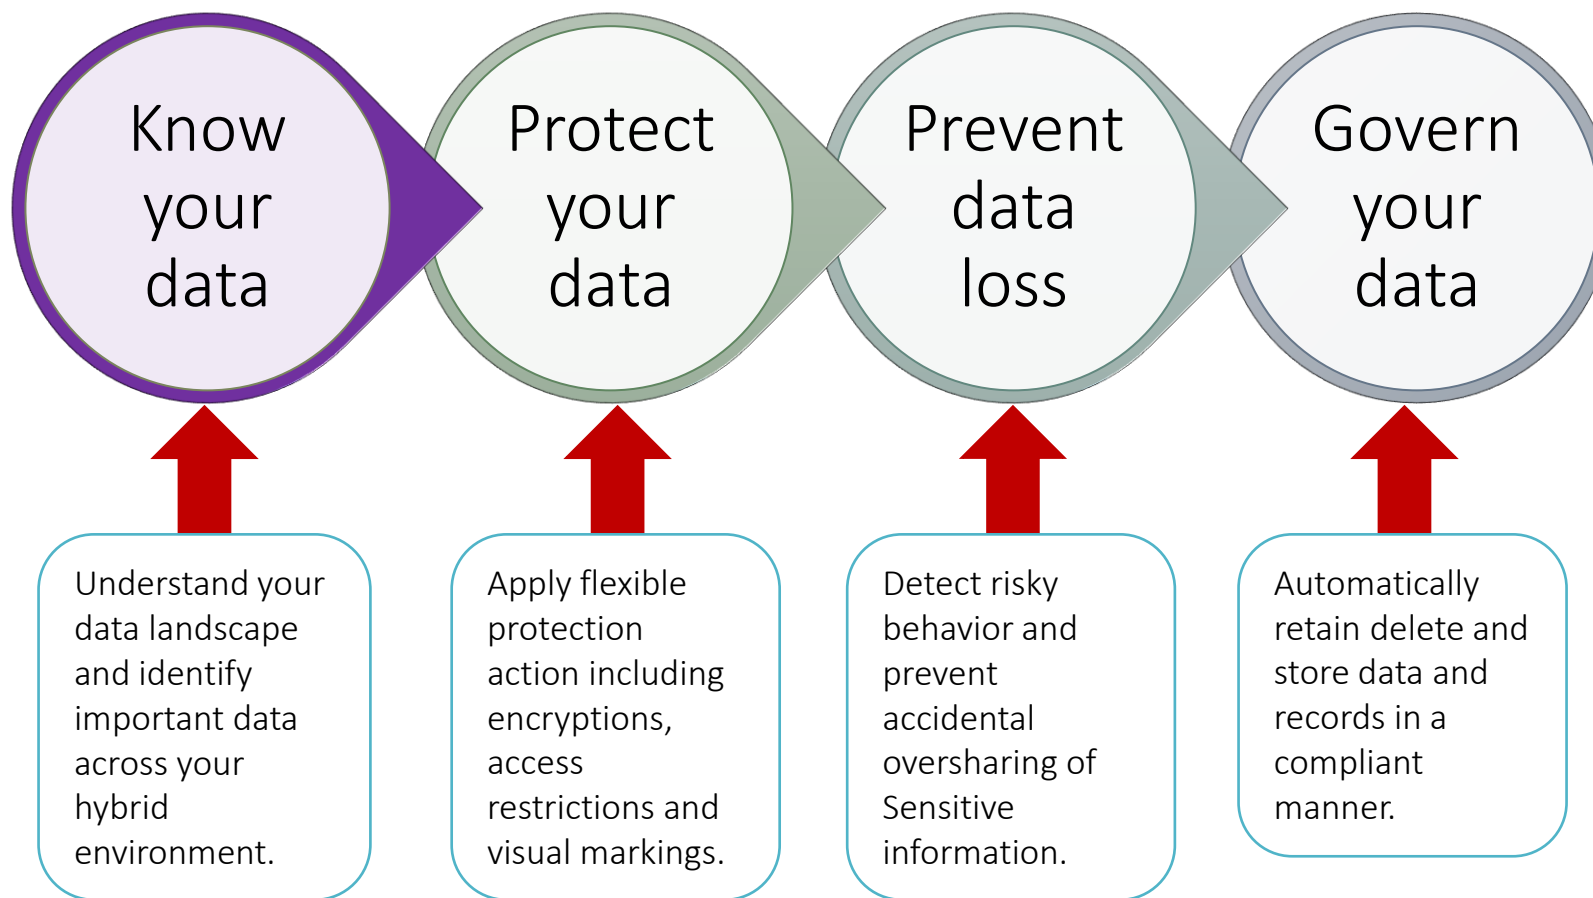 Know
your
data
Protect
your
data
Prevent
data
loss
Govern
your
data
Understand your
data landscape
and identify
important data
across your
hybrid
environment.
Apply flexible
protection
action including
encryptions,
access
restrictions and
visual markings.
Detect risky
behavior and
prevent
accidental
oversharing of
Sensitive
information.
Automatically
retain delete and
store data and
records in a
compliant
manner.